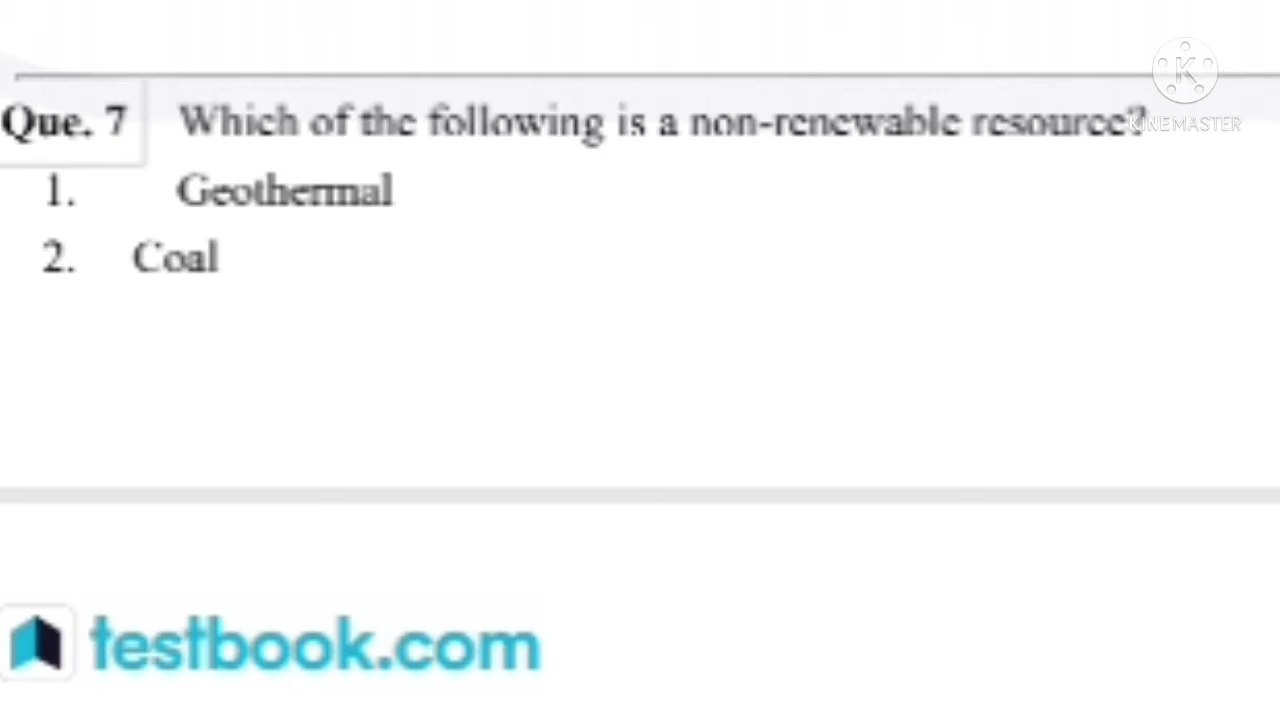 K
KINEMASTER
Que. 7 Which of the following is a non-renewable resource?
1. Geothermal
2. Coal
testbook.com